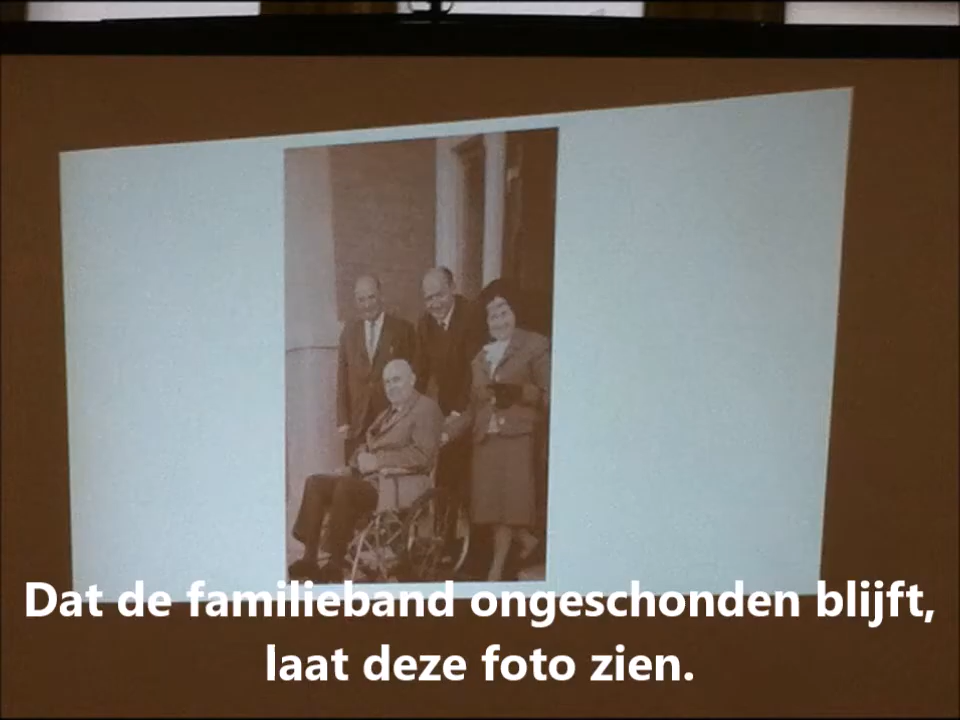 Dat de familieband ongeschonden blijft,
laat deze foto zien.